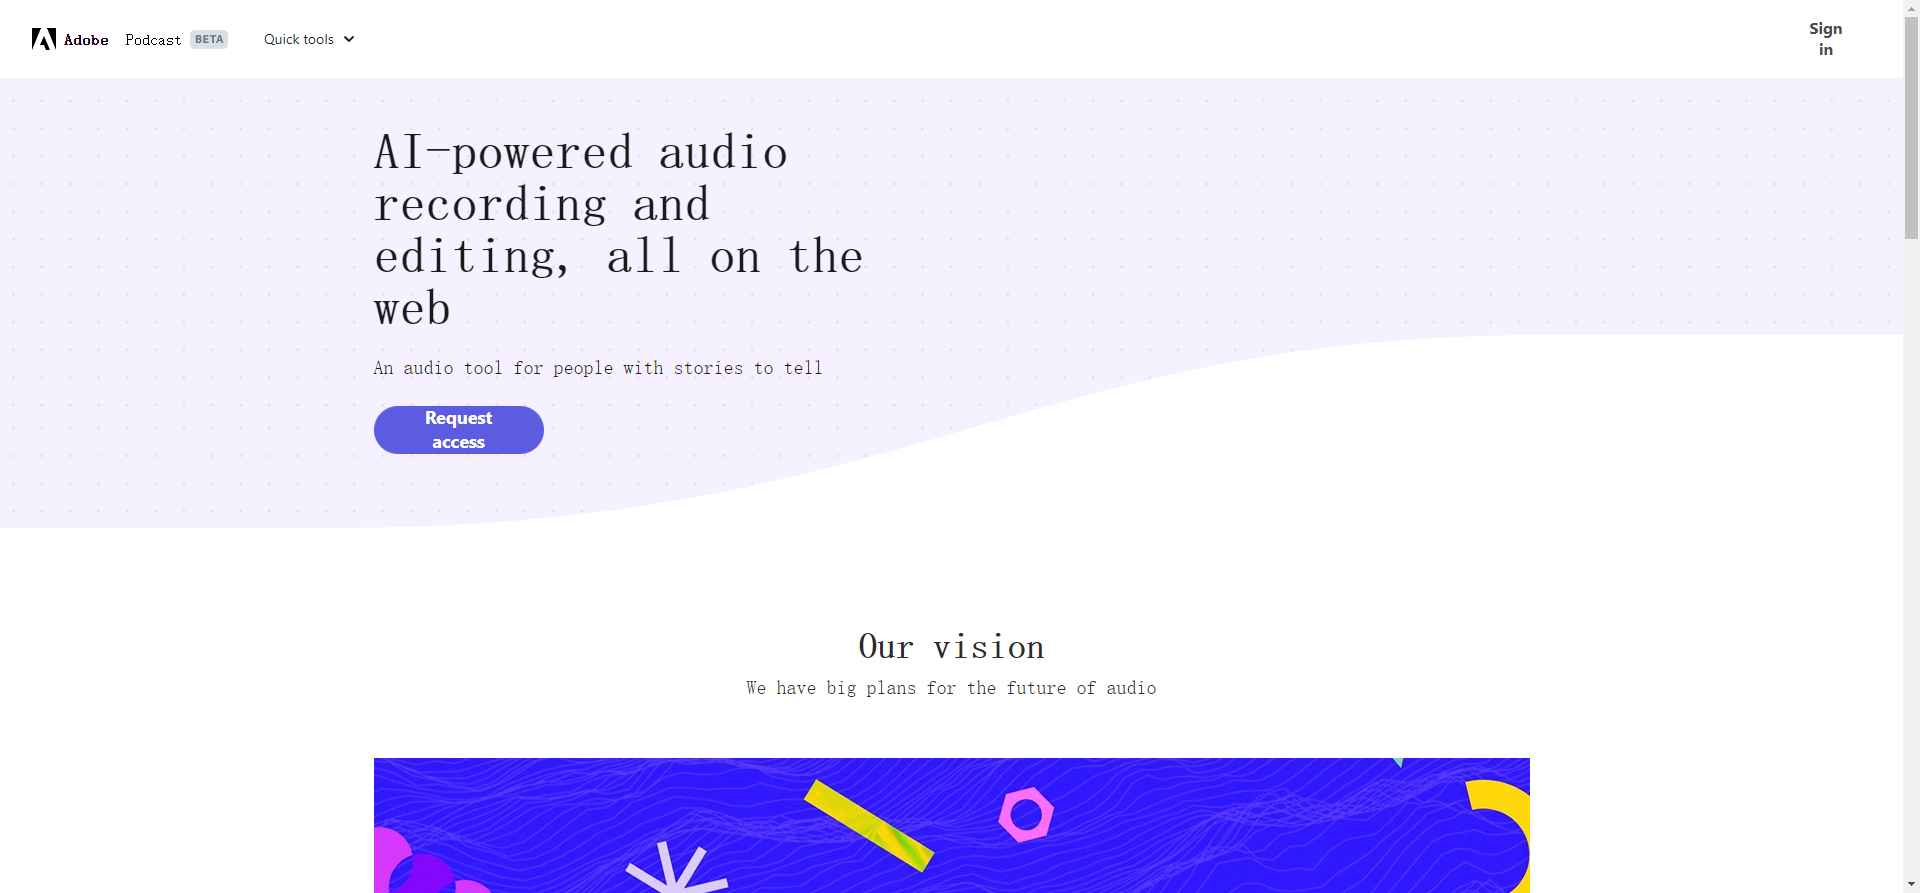 Adobe Podcast BETA Quick tools
Sign
in
AI-powered audio
recording and
editing, all on the
web
An audio tool for people with stories to tell
Request
access
Our vision
We have big plans for the future of audio